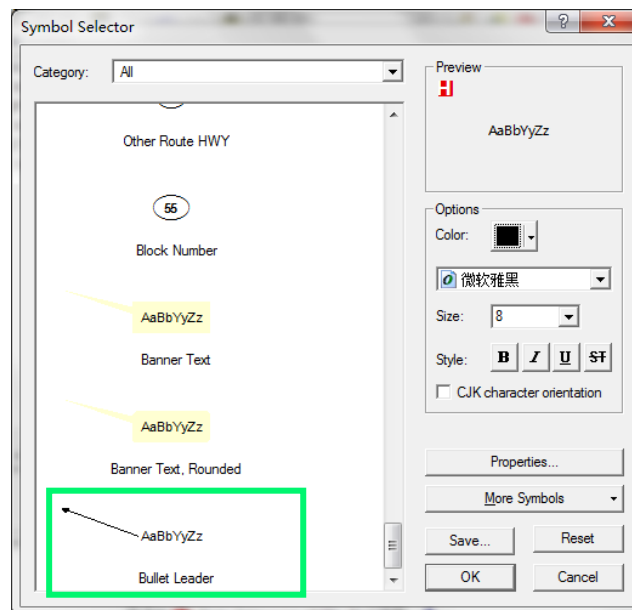 Symbol Selector
Category: All
Other Route HWY
55
Block Number
AaBbYyZz
Banner Text
AaBbYyZz
Banner Text, Rounded
AaBbYyZz
Bullet Leader
Preview
AaBbYyZz
Options
Color:
微软雅黑
Size: 8
Style: B I U ST
CJK character orientation
Properties...
More Symbols
Save... Reset
OK Cancel